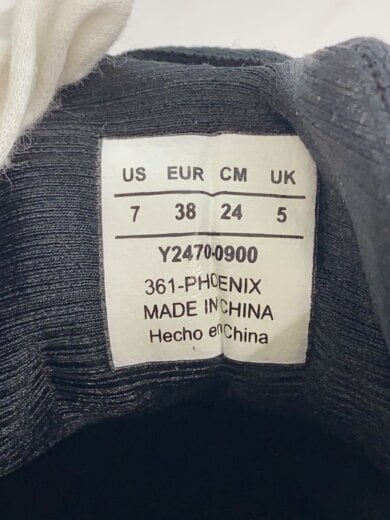 US EUR CM UK
7 38 24 5
Y2470-0900
361-PHOENIX
MADE IN CHINA
Hecho en China